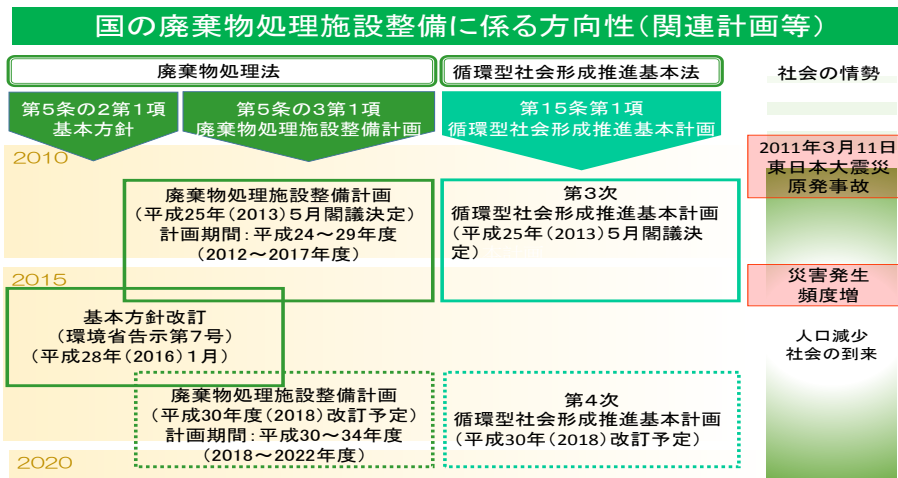 国の廃棄物処理施設整備に係る方向性（関連計画等）
廃棄物処理法
循環型社会形成推進基本法
社会の情勢
第5条の2第1項
基本方針
第5条の3第1項
廃棄物処理施設整備計画
第15条第1項
循環型社会形成推進基本計画
2010
2011年３月11日
東日本大震災
原発事故
廃棄物処理施設整備計画
（平成25年（2013）５月閣議決定）
計画期間：平成24～29年度
（2012～2017年度）
第３次
循環型社会形成推進基本計画
（平成25年（2013）５月閣議決
定）
2015
災害発生
頻度増
基本方針改訂
（環境省告示第７号）
（平成28年（2016）１月）
人口減少
社会の到来
廃棄物処理施設整備計画
（平成30年度（2018）改訂予定）
計画期間：平成30～34年度
（2018～2022年度）
第４次
循環型社会形成推進基本計画
（平成30年（2018）改訂予定）
2020